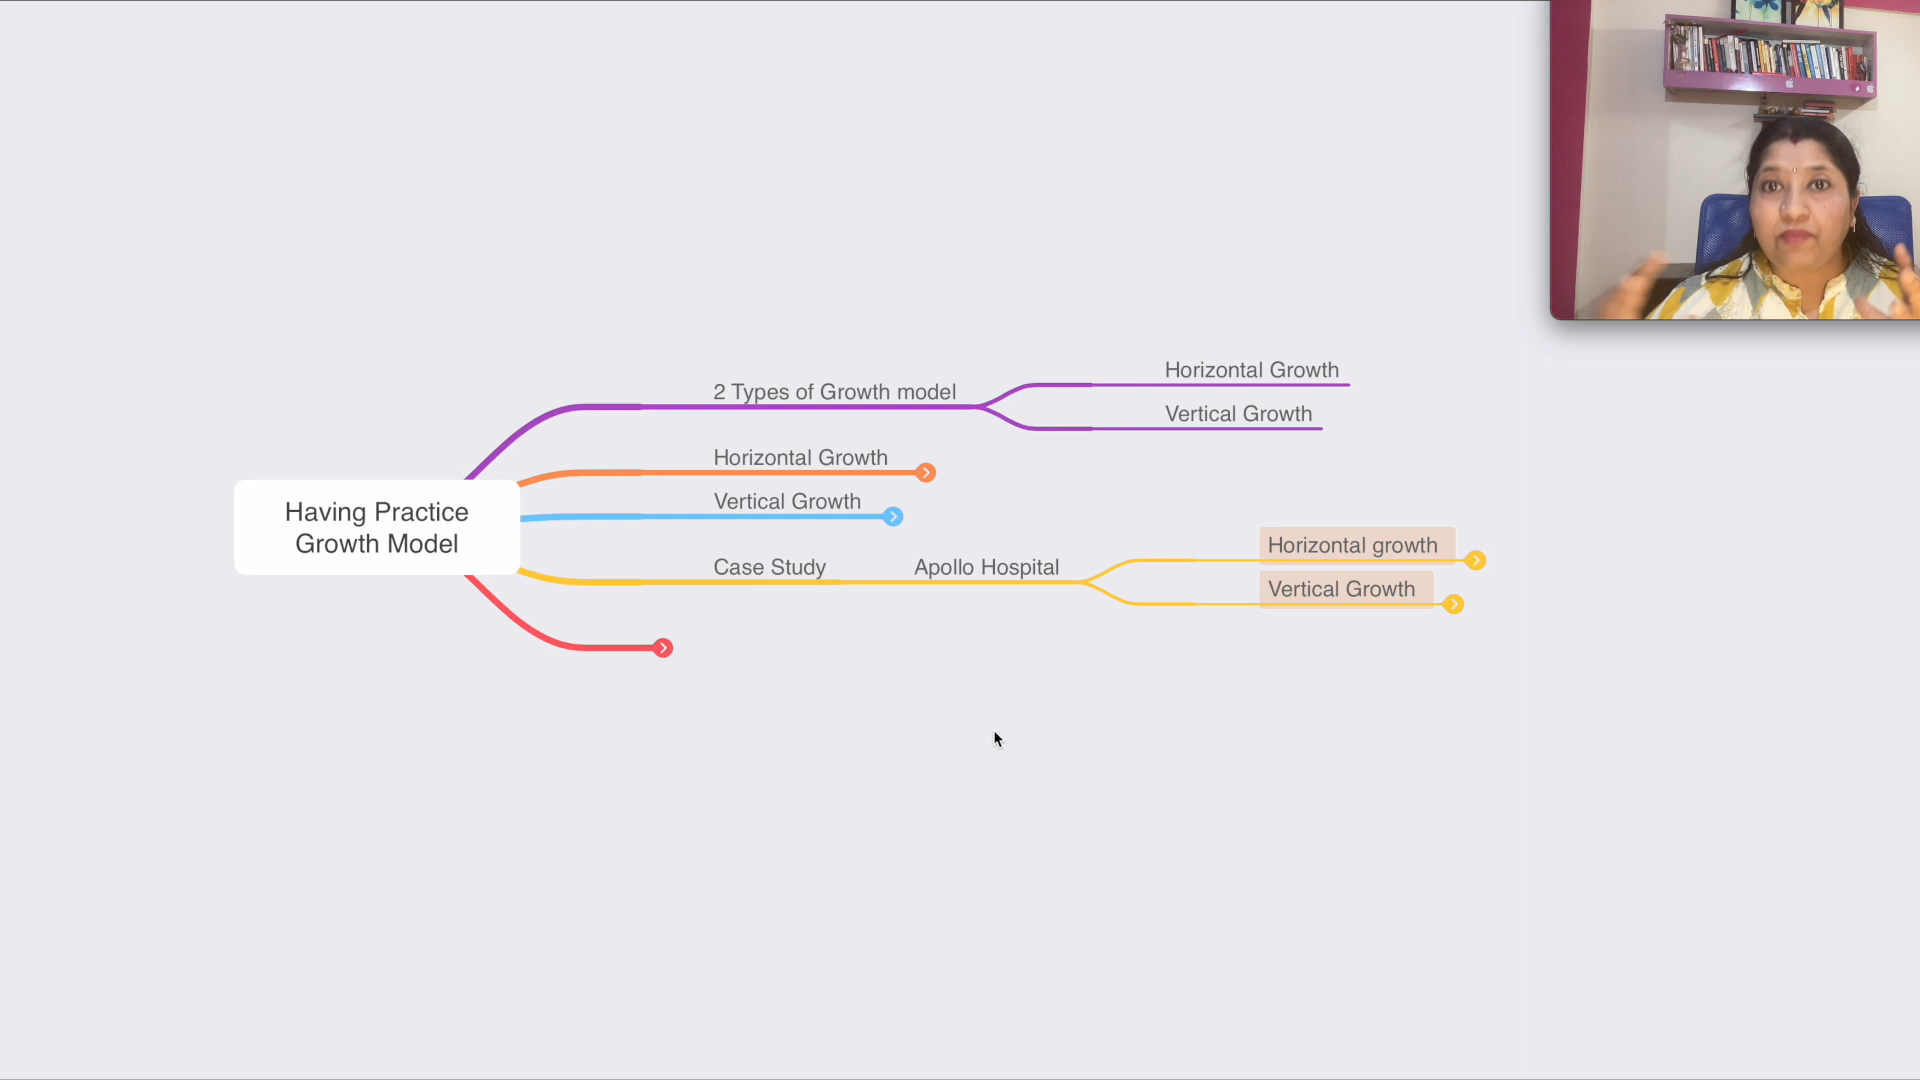 2 Types of Growth model
Horizontal Growth
Vertical Growth
Horizontal Growth
Vertical Growth
Having Practice
Growth Model
Case Study
Apollo Hospital
Horizontal growth
Vertical Growth